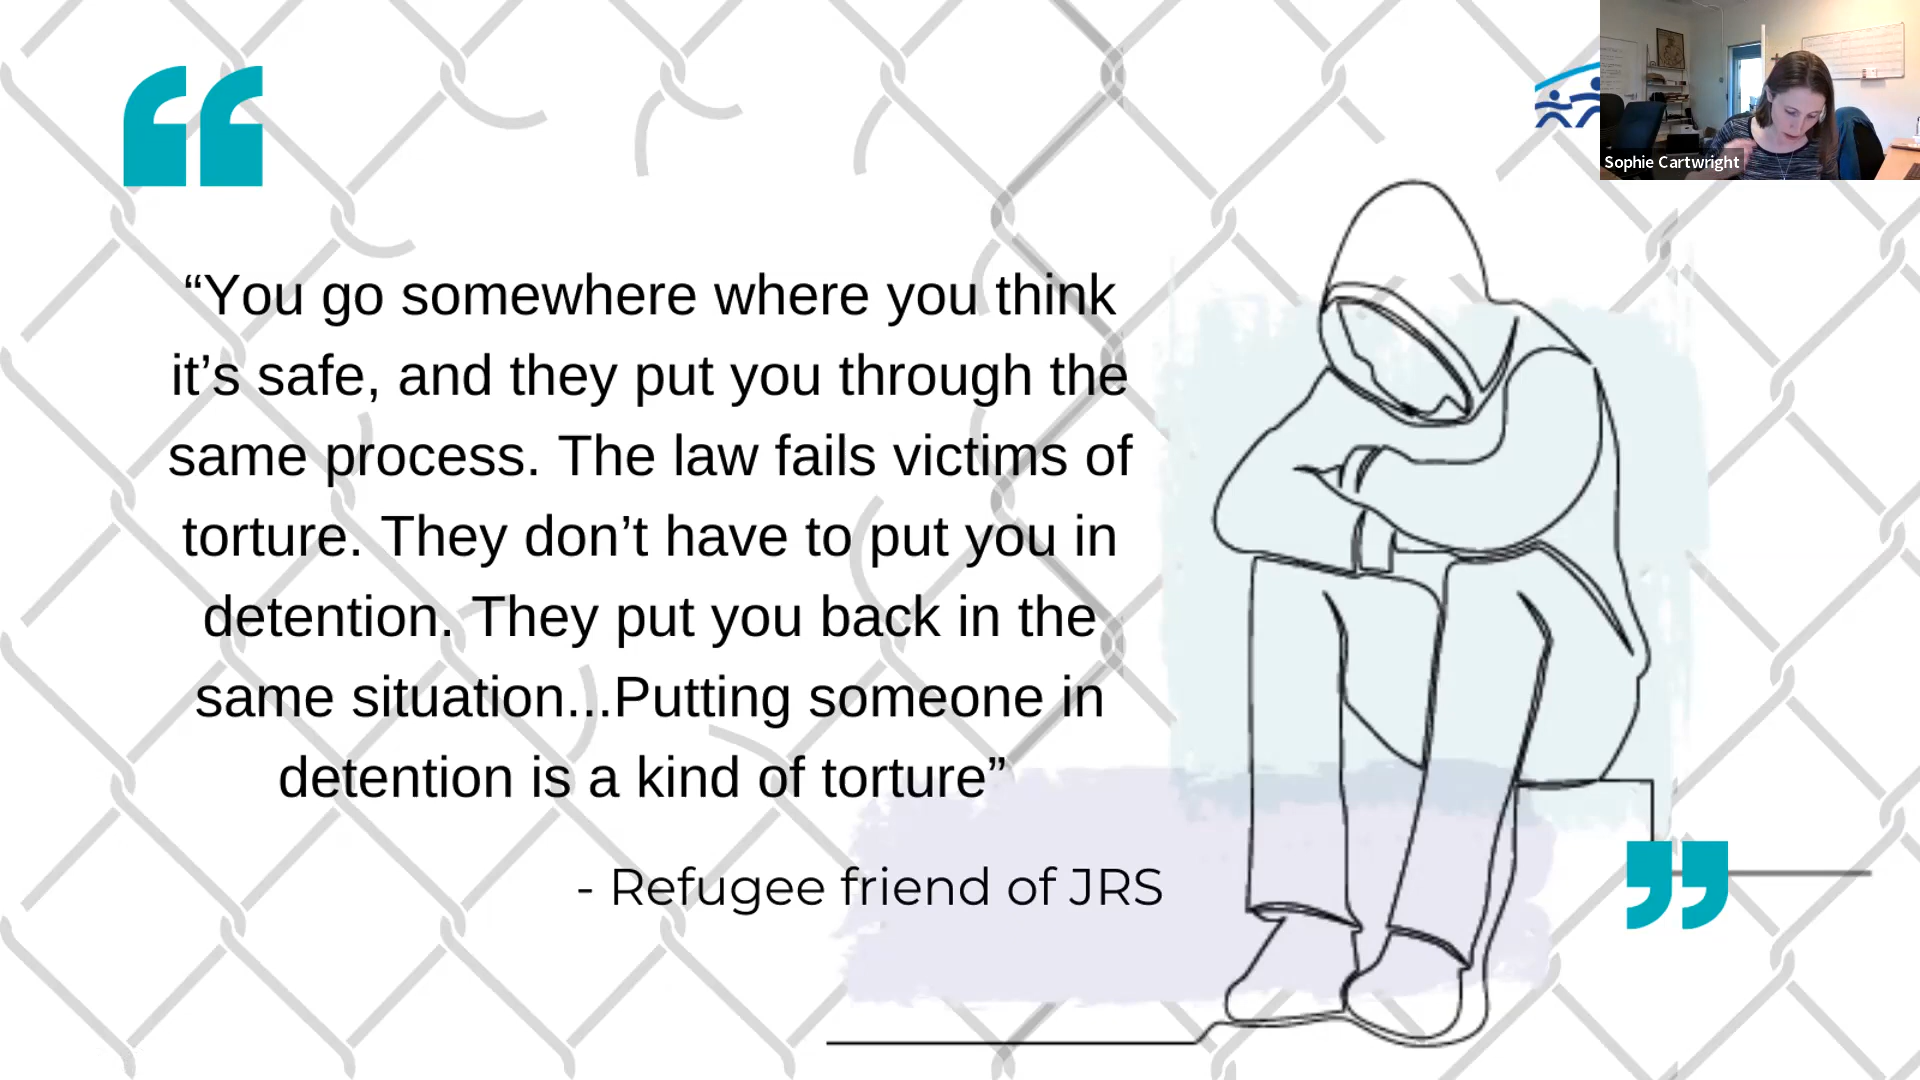 “You go somewhere where you think
it’s safe, and they put you through the
same process. The law fails victims of
torture. They don’t have to put you in
detention. They put you back in the
same situation...Putting someone in
detention is a kind of torture”
- Refugee friend of JRS
Sophie Cartwright